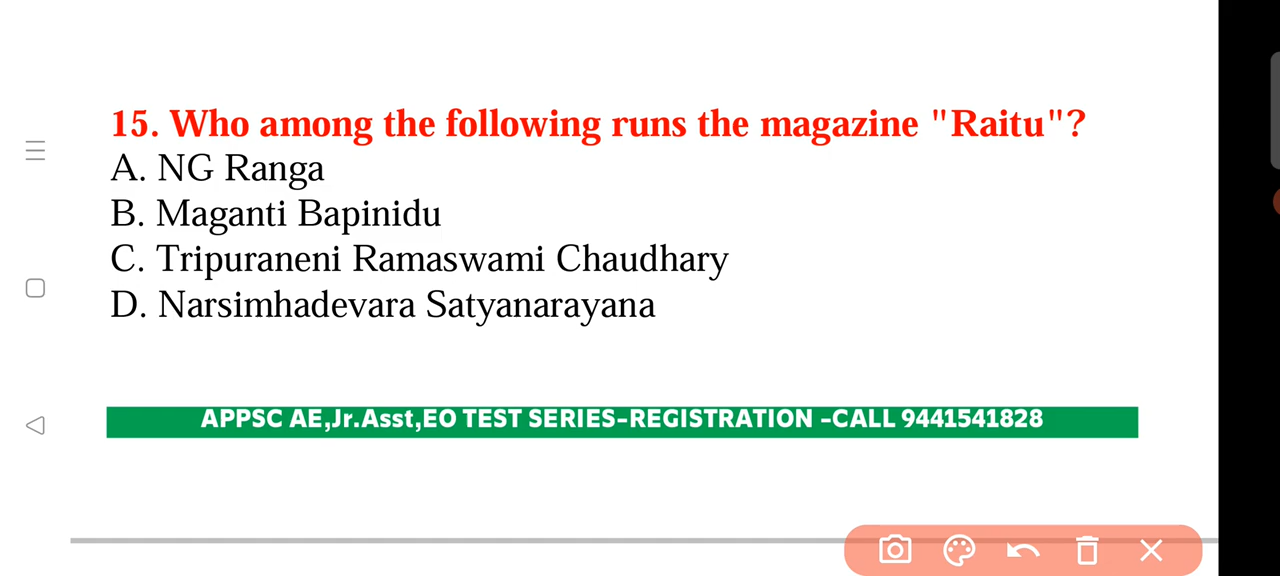 15. Who among the following runs the magazine "Raitu"?
A. NG Ranga
B. Maganti Bapinidu
C. Tripuraneni Ramaswami Chaudhary
D. Narsimhadevara Satyanarayana
APPSC AE,Jr.Asst,EO TEST SERIES-REGISTRATION -CALL 9441541828